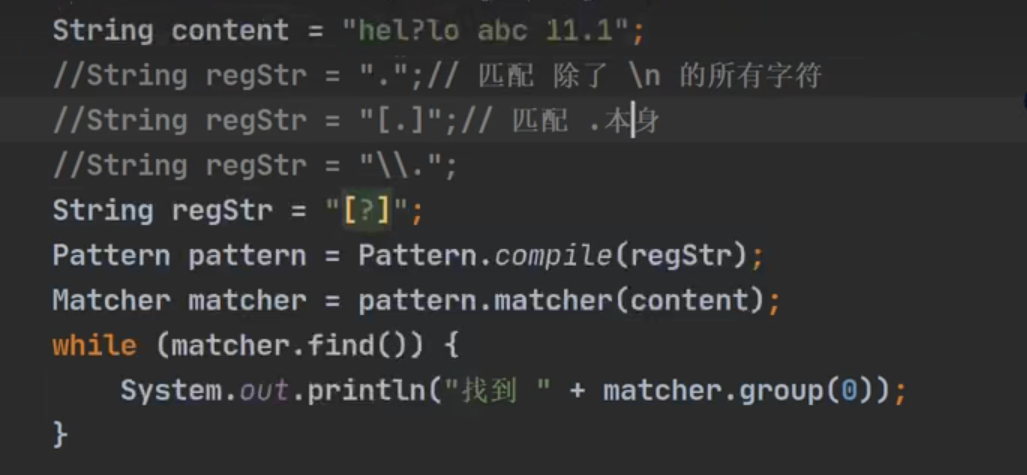 String content = "hel?lo abc 11.1";
//String regStr = ".";// 匹配 除了 \n 的所有字符
//String regStr = "[.]";// 匹配 .本身
//String regStr = "\\.";
String regStr = "[?]";
Pattern pattern = Pattern.compile(regStr);
Matcher matcher = pattern.matcher(content);
while (matcher.find()) {
    System.out.println("找到 " + matcher.group(0));
}